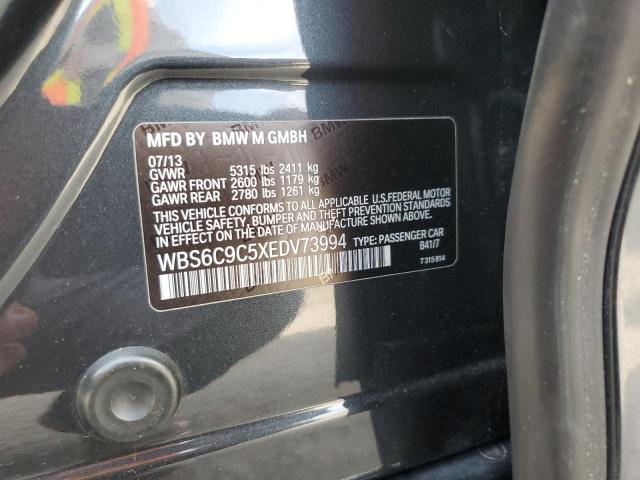 MFD BY BMW M GMBH
07/13
GVWR 5315 lbs 2411 kg
GAWR FRONT 2600 lbs 1179 kg
GAWR REAR 2780 lbs 1261 kg
THIS VEHICLE CONFORMS TO ALL APPLICABLE U.S.FEDERAL MOTOR
VEHICLE SAFETY, BUMPER AND THEFT PREVENTION STANDARDS
IN EFFECT ON THE DATE OF MANUFACTURE SHOWN ABOVE.
WBS6C9C5XEDV73994 TYPE: PASSENGER CAR
B41/7
7 315 814